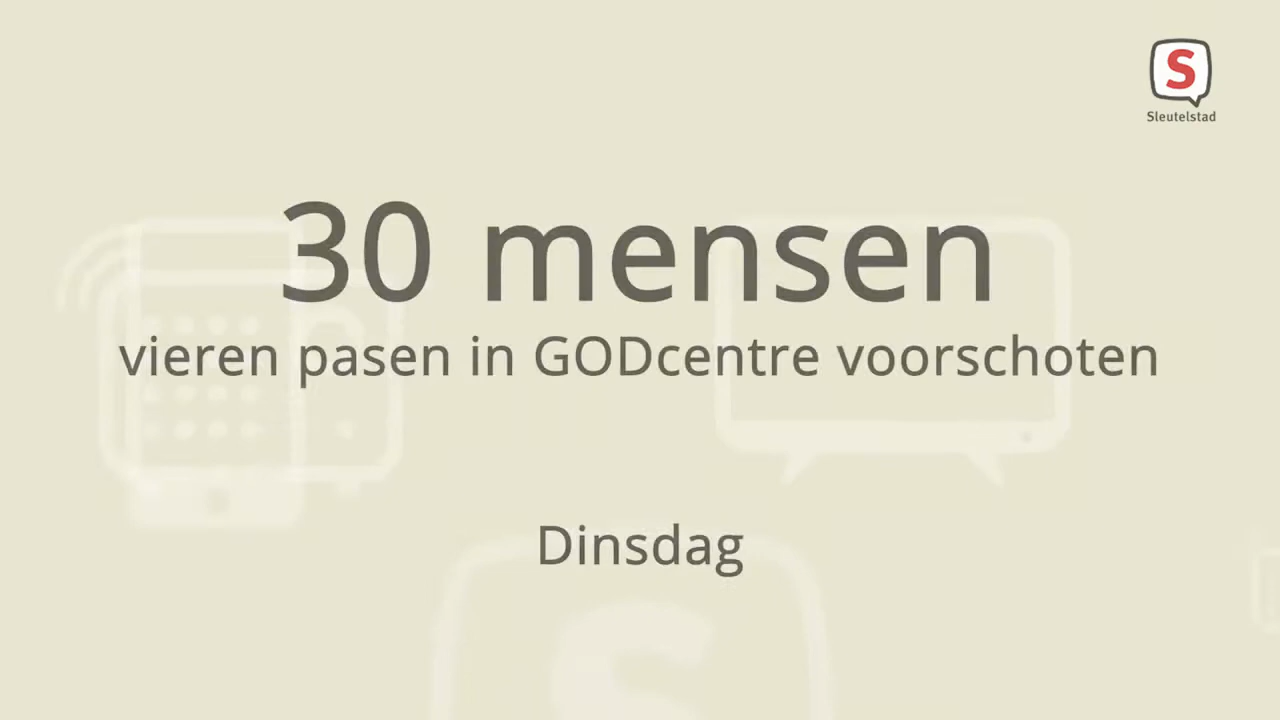 S
Sleutelstad
30 mensen
vieren pasen in GODcentre voorschoten
Dinsdag